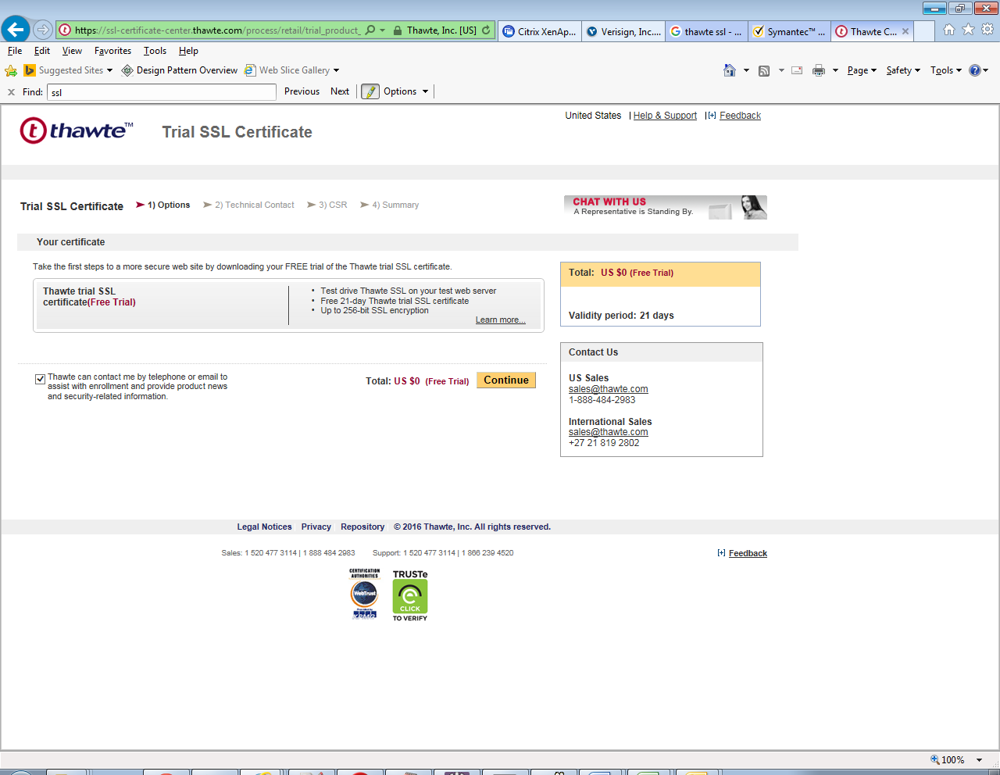 https://ssl-certificate-center.thawte.com/process/retail/trial_product_
Thawte, Inc. [US]
Citrix XenAp...
Verisign, Inc....
thawte ssl - ...
Symantec™ ...
Thawte C...
File Edit View Favorites Tools Help
Suggested Sites
Design Pattern Overview
Web Slice Gallery
Page Safety Tools
Find: ssl Previous Next Options
thawte™
Trial SSL Certificate
United States | Help & Support | [+] Feedback
Trial SSL Certificate 1) Options 2) Technical Contact 3) CSR 4) Summary
CHAT WITH US
A Representative is Standing By.
Your certificate
Take the first steps to a more secure web site by downloading your FREE trial of the Thawte trial SSL certificate.
Thawte trial SSL
certificate(Free Trial)
• Test drive Thawte SSL on your test web server
• Free 21-day Thawte trial SSL certificate
• Up to 256-bit SSL encryption
Learn more...
Total: US $0 (Free Trial)
Validity period: 21 days
Thawte can contact me by telephone or email to
assist with enrollment and provide product news
and security-related information.
Total: US $0 (Free Trial) Continue
Contact Us
US Sales
sales@thawte.com
1-888-484-2983
International Sales
sales@thawte.com
+27 21 819 2802
Legal Notices Privacy Repository © 2016 Thawte, Inc. All rights reserved.
Sales: 1 520 477 3114 | 1 888 484 2983 Support: 1 520 477 3114 | 1 866 239 4520
[+] Feedback
CERTIFICATION
AUTHORITIES
WebTrust
Provided by
KPMG
TRUSTe
CLICK
TO VERIFY
100%